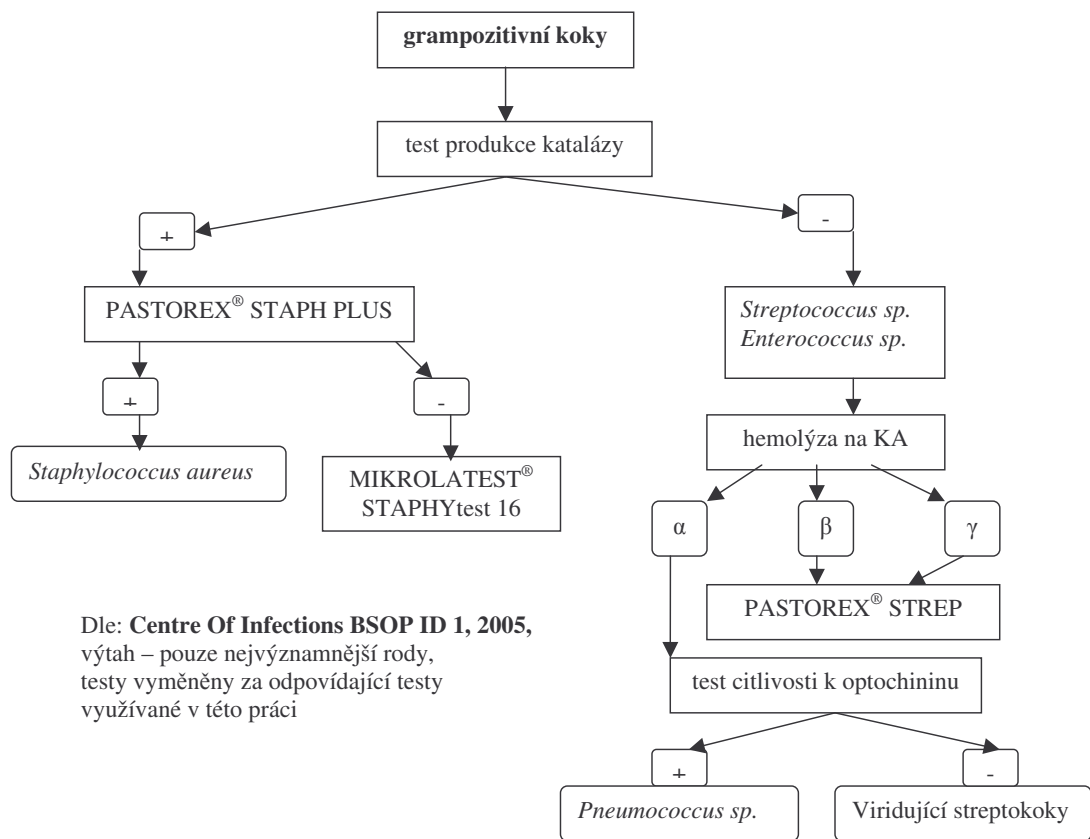 grampozitivní koky
test produkce katalázy
+
-
PASTOREX® STAPH PLUS
Streptococcus sp.
Enterococcus sp.
+
-
hemolýza na KA
Staphylococcus aureus
MIKROLATEST®
STAPHYtest 16
α
β
γ
PASTOREX® STREP
Dle: Centre Of Infections BSOP ID 1, 2005,
výtah – pouze nejvýznamnější rody,
testy vyměněny za odpovídající testy
využívané v této práci
test citlivosti k optochininu
+
-
Pneumococcus sp.
Viridující streptokoky